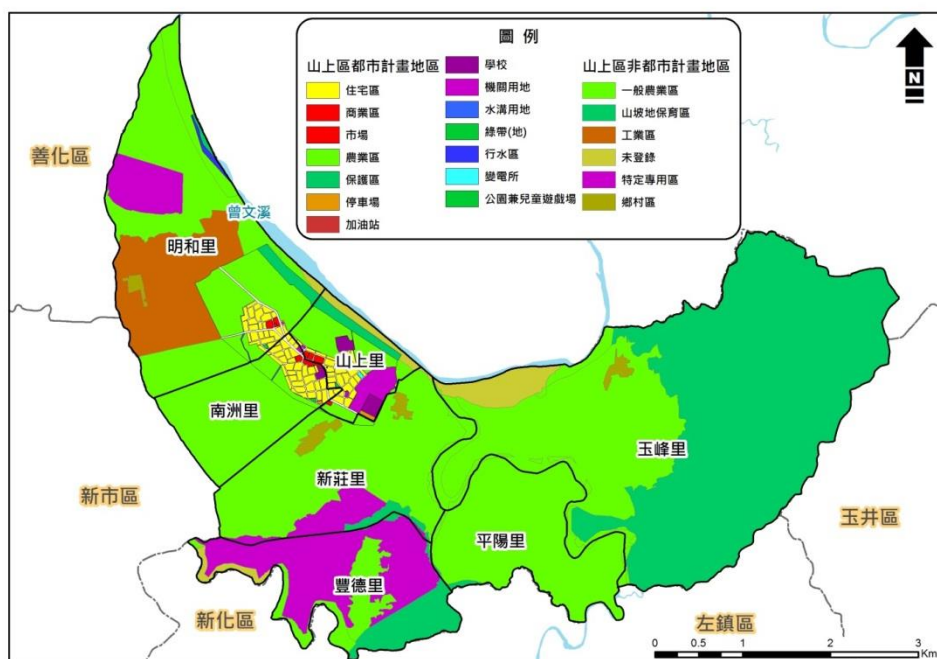 圖 例
山上區都市計畫地區
住宅區
商業區
市場
農業區
保護區
停車場
加油站
學校
機關用地
水溝用地
綠帶(地)
行水區
變電所
公園兼兒童遊戲場
山上區非都市計畫地區
一般農業區
山坡地保育區
工業區
未登錄
特定專用區
鄉村區
N
善化區
曾文溪
明和里
山上里
南洲里
玉峰里
新莊里
新市區
玉井區
平陽里
豐德里
新化區
左鎮區
0 0.5 1 2 3
Km